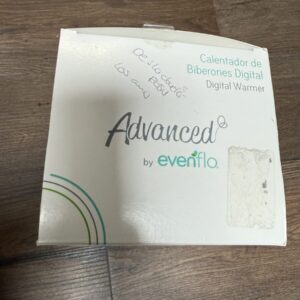 Calentador de
Biberones Digital
Digital Warmer
Advanced
by evenflo